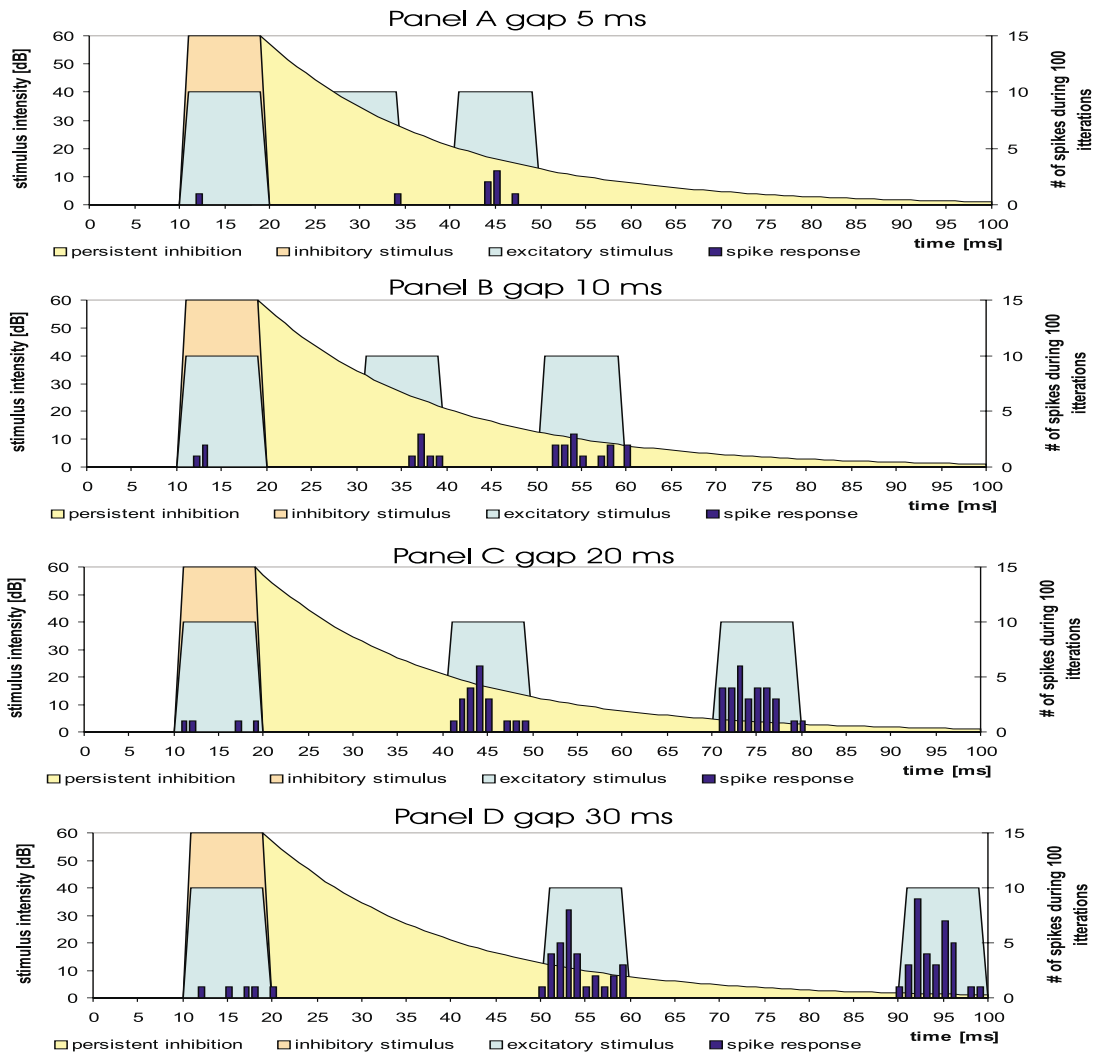 Panel A gap 5 ms
stimulus intensity [dB]
60
50
40
30
20
10
0
15
10
5
0
# of spikes during 100
itterations
0 5 10 15 20 25 30 35 40 45 50 55 60 65 70 75 80 85 90 95 100
time [ms]
persistent inhibition inhibitory stimulus excitatory stimulus spike response
Panel B gap 10 ms
stimulus intensity [dB]
60
50
40
30
20
10
0
15
10
5
0
# of spikes during 100
itterations
0 5 10 15 20 25 30 35 40 45 50 55 60 65 70 75 80 85 90 95 100
time [ms]
persistent inhibition inhibitory stimulus excitatory stimulus spike response
Panel C gap 20 ms
stimulus intensity [dB]
60
50
40
30
20
10
0
15
10
5
0
# of spikes during 100
itterations
0 5 10 15 20 25 30 35 40 45 50 55 60 65 70 75 80 85 90 95 100
time [ms]
persistent inhibition inhibitory stimulus excitatory stimulus spike response
Panel D gap 30 ms
stimulus intensity [dB]
60
50
40
30
20
10
0
15
10
5
0
# of spikes during 100
itterations
0 5 10 15 20 25 30 35 40 45 50 55 60 65 70 75 80 85 90 95 100
time [ms]
persistent inhibition inhibitory stimulus excitatory stimulus spike response